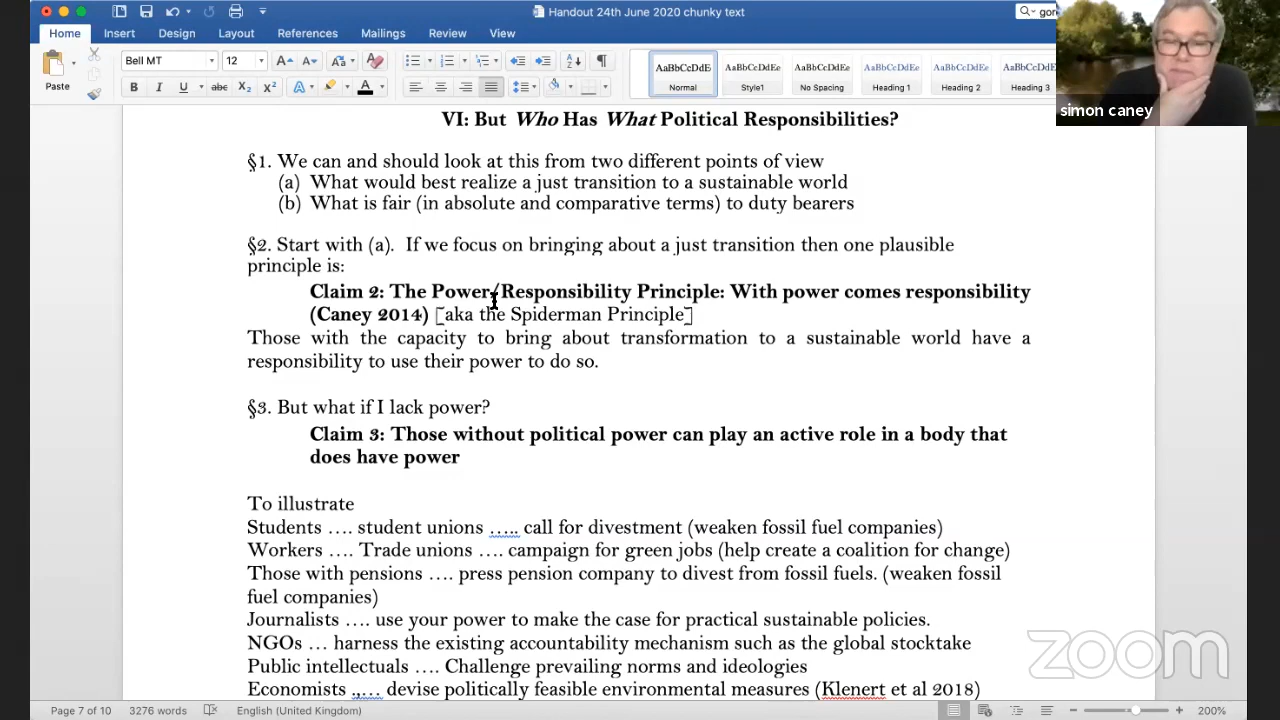 Handout 24th June 2020 chunky text
gor
Home Insert Design Layout References Mailings Review View
Paste
Bell MT 12
AaBbCcDdE AaBbCcDdEe AaBbCcDdEe AaBbCcDdEe AaBbCcDdEe AaBbCcDdEe
Normal Style1 No Spacing Heading 1 Heading 2 Heading 3
simon caney
VI: But Who Has What Political Responsibilities?
§1. We can and should look at this from two different points of view
(a) What would best realize a just transition to a sustainable world
(b) What is fair (in absolute and comparative terms) to duty bearers
§2. Start with (a). If we focus on bringing about a just transition then one plausible
principle is:
Claim 2: The Power/Responsibility Principle: With power comes responsibility
(Caney 2014) [aka the Spiderman Principle]
Those with the capacity to bring about transformation to a sustainable world have a
responsibility to use their power to do so.
§3. But what if I lack power?
Claim 3: Those without political power can play an active role in a body that
does have power
To illustrate
Students …. student unions ….. call for divestment (weaken fossil fuel companies)
Workers …. Trade unions …. campaign for green jobs (help create a coalition for change)
Those with pensions …. press pension company to divest from fossil fuels. (weaken fossil
fuel companies)
Journalists …. use your power to make the case for practical sustainable policies.
NGOs … harness the existing accountability mechanism such as the global stocktake
Public intellectuals …. Challenge prevailing norms and ideologies
Economists .,… devise politically feasible environmental measures (Klenert et al 2018)
zoom
Page 7 of 10 3276 words English (United Kingdom) 200%